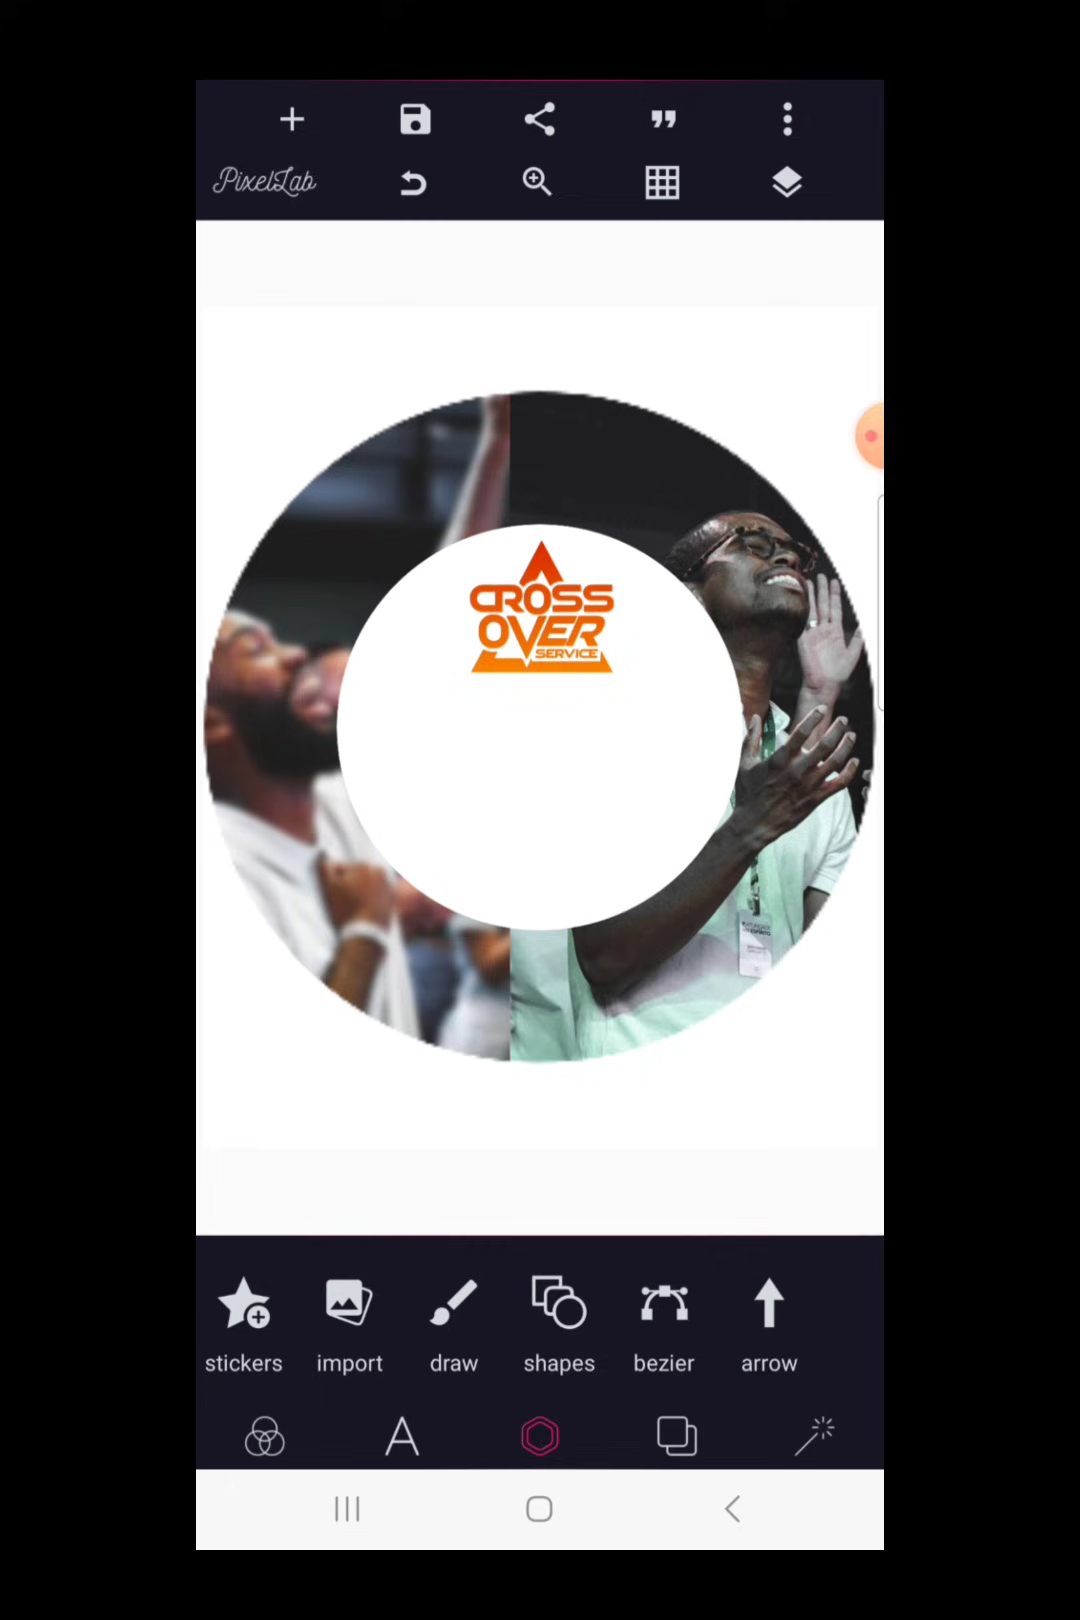 PixelLab
CROSS
OVER
SERVICE
stickers
import
draw
shapes
bezier
arrow